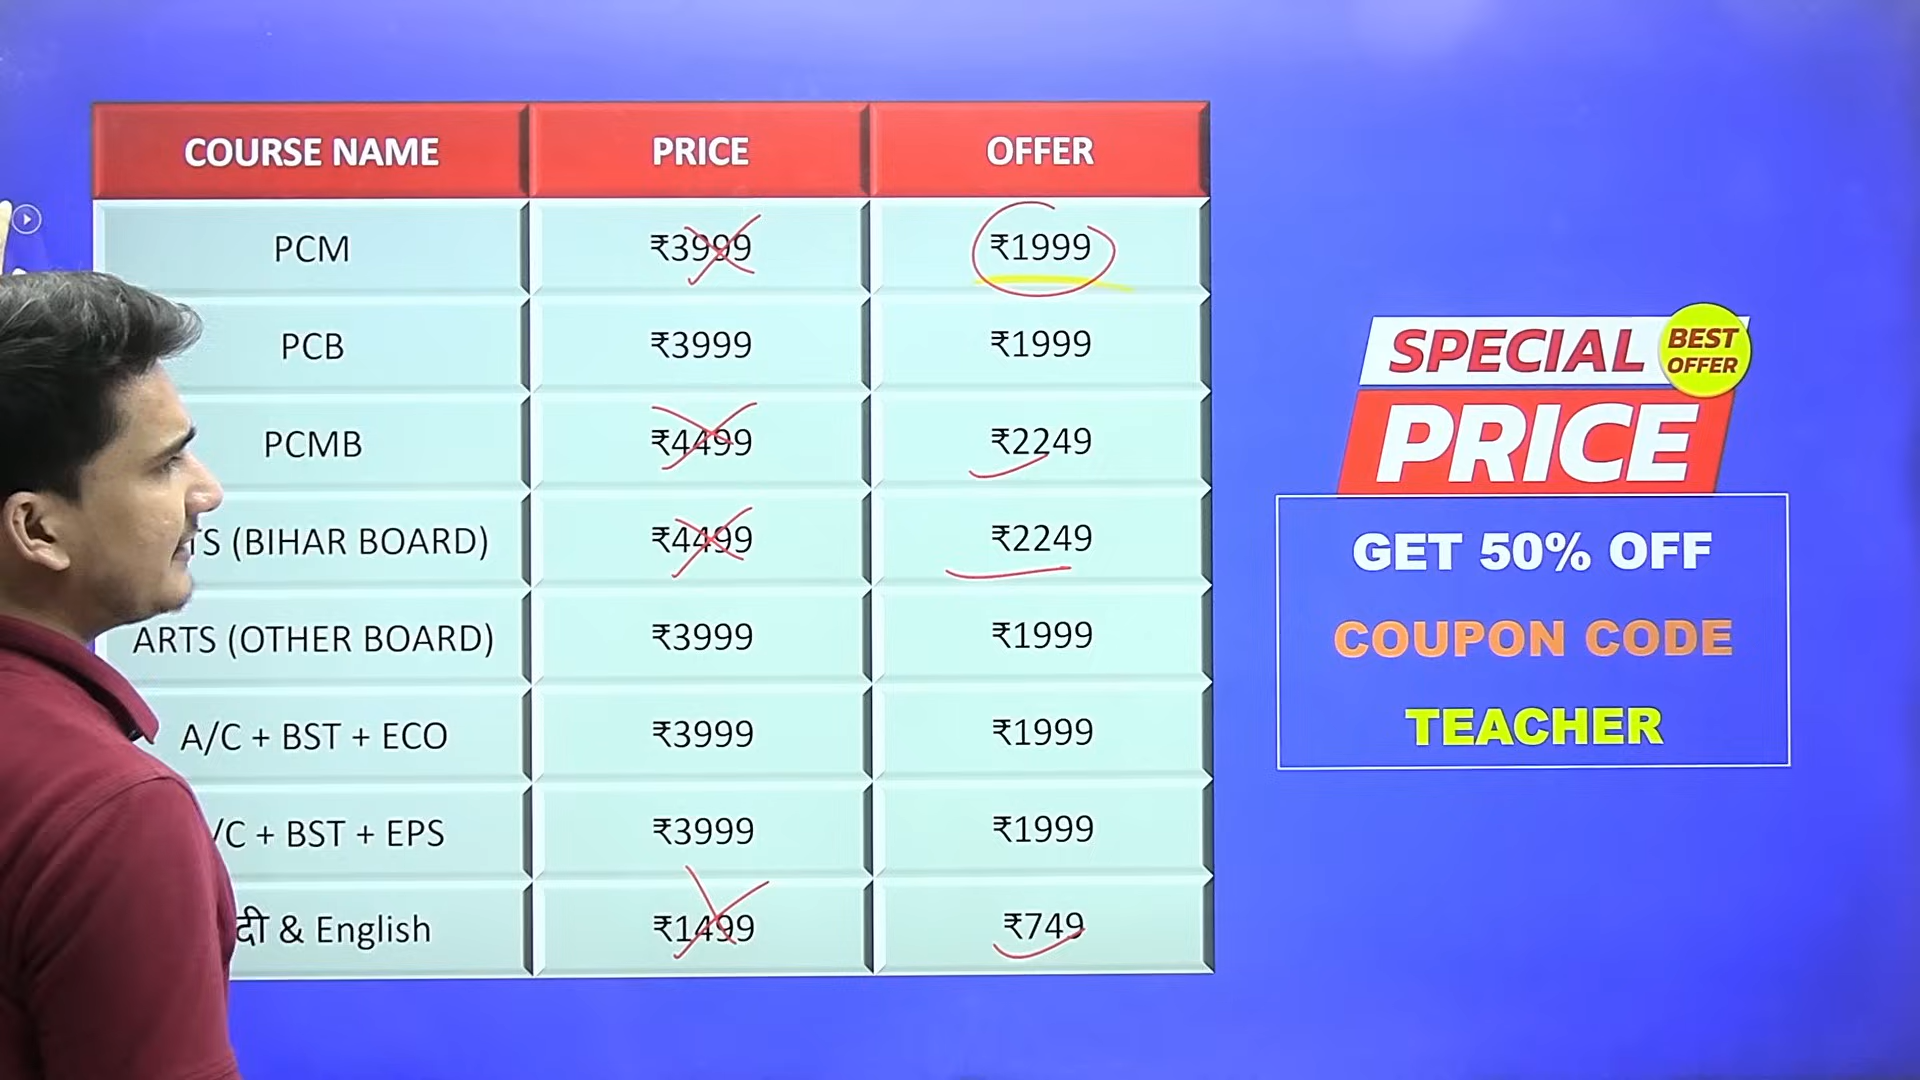 COURSE NAME PRICE OFFER
PCM ₹3999 ₹1999
PCB ₹3999 ₹1999
PCMB ₹4499 ₹2249
(BIHAR BOARD) ₹4499 ₹2249
ARTS (OTHER BOARD) ₹3999 ₹1999
A/C + BST + ECO ₹3999 ₹1999
/C + BST + EPS ₹3999 ₹1999
& English ₹1499 ₹749
SPECIAL
BEST
OFFER
PRICE
GET 50% OFF
COUPON CODE
TEACHER